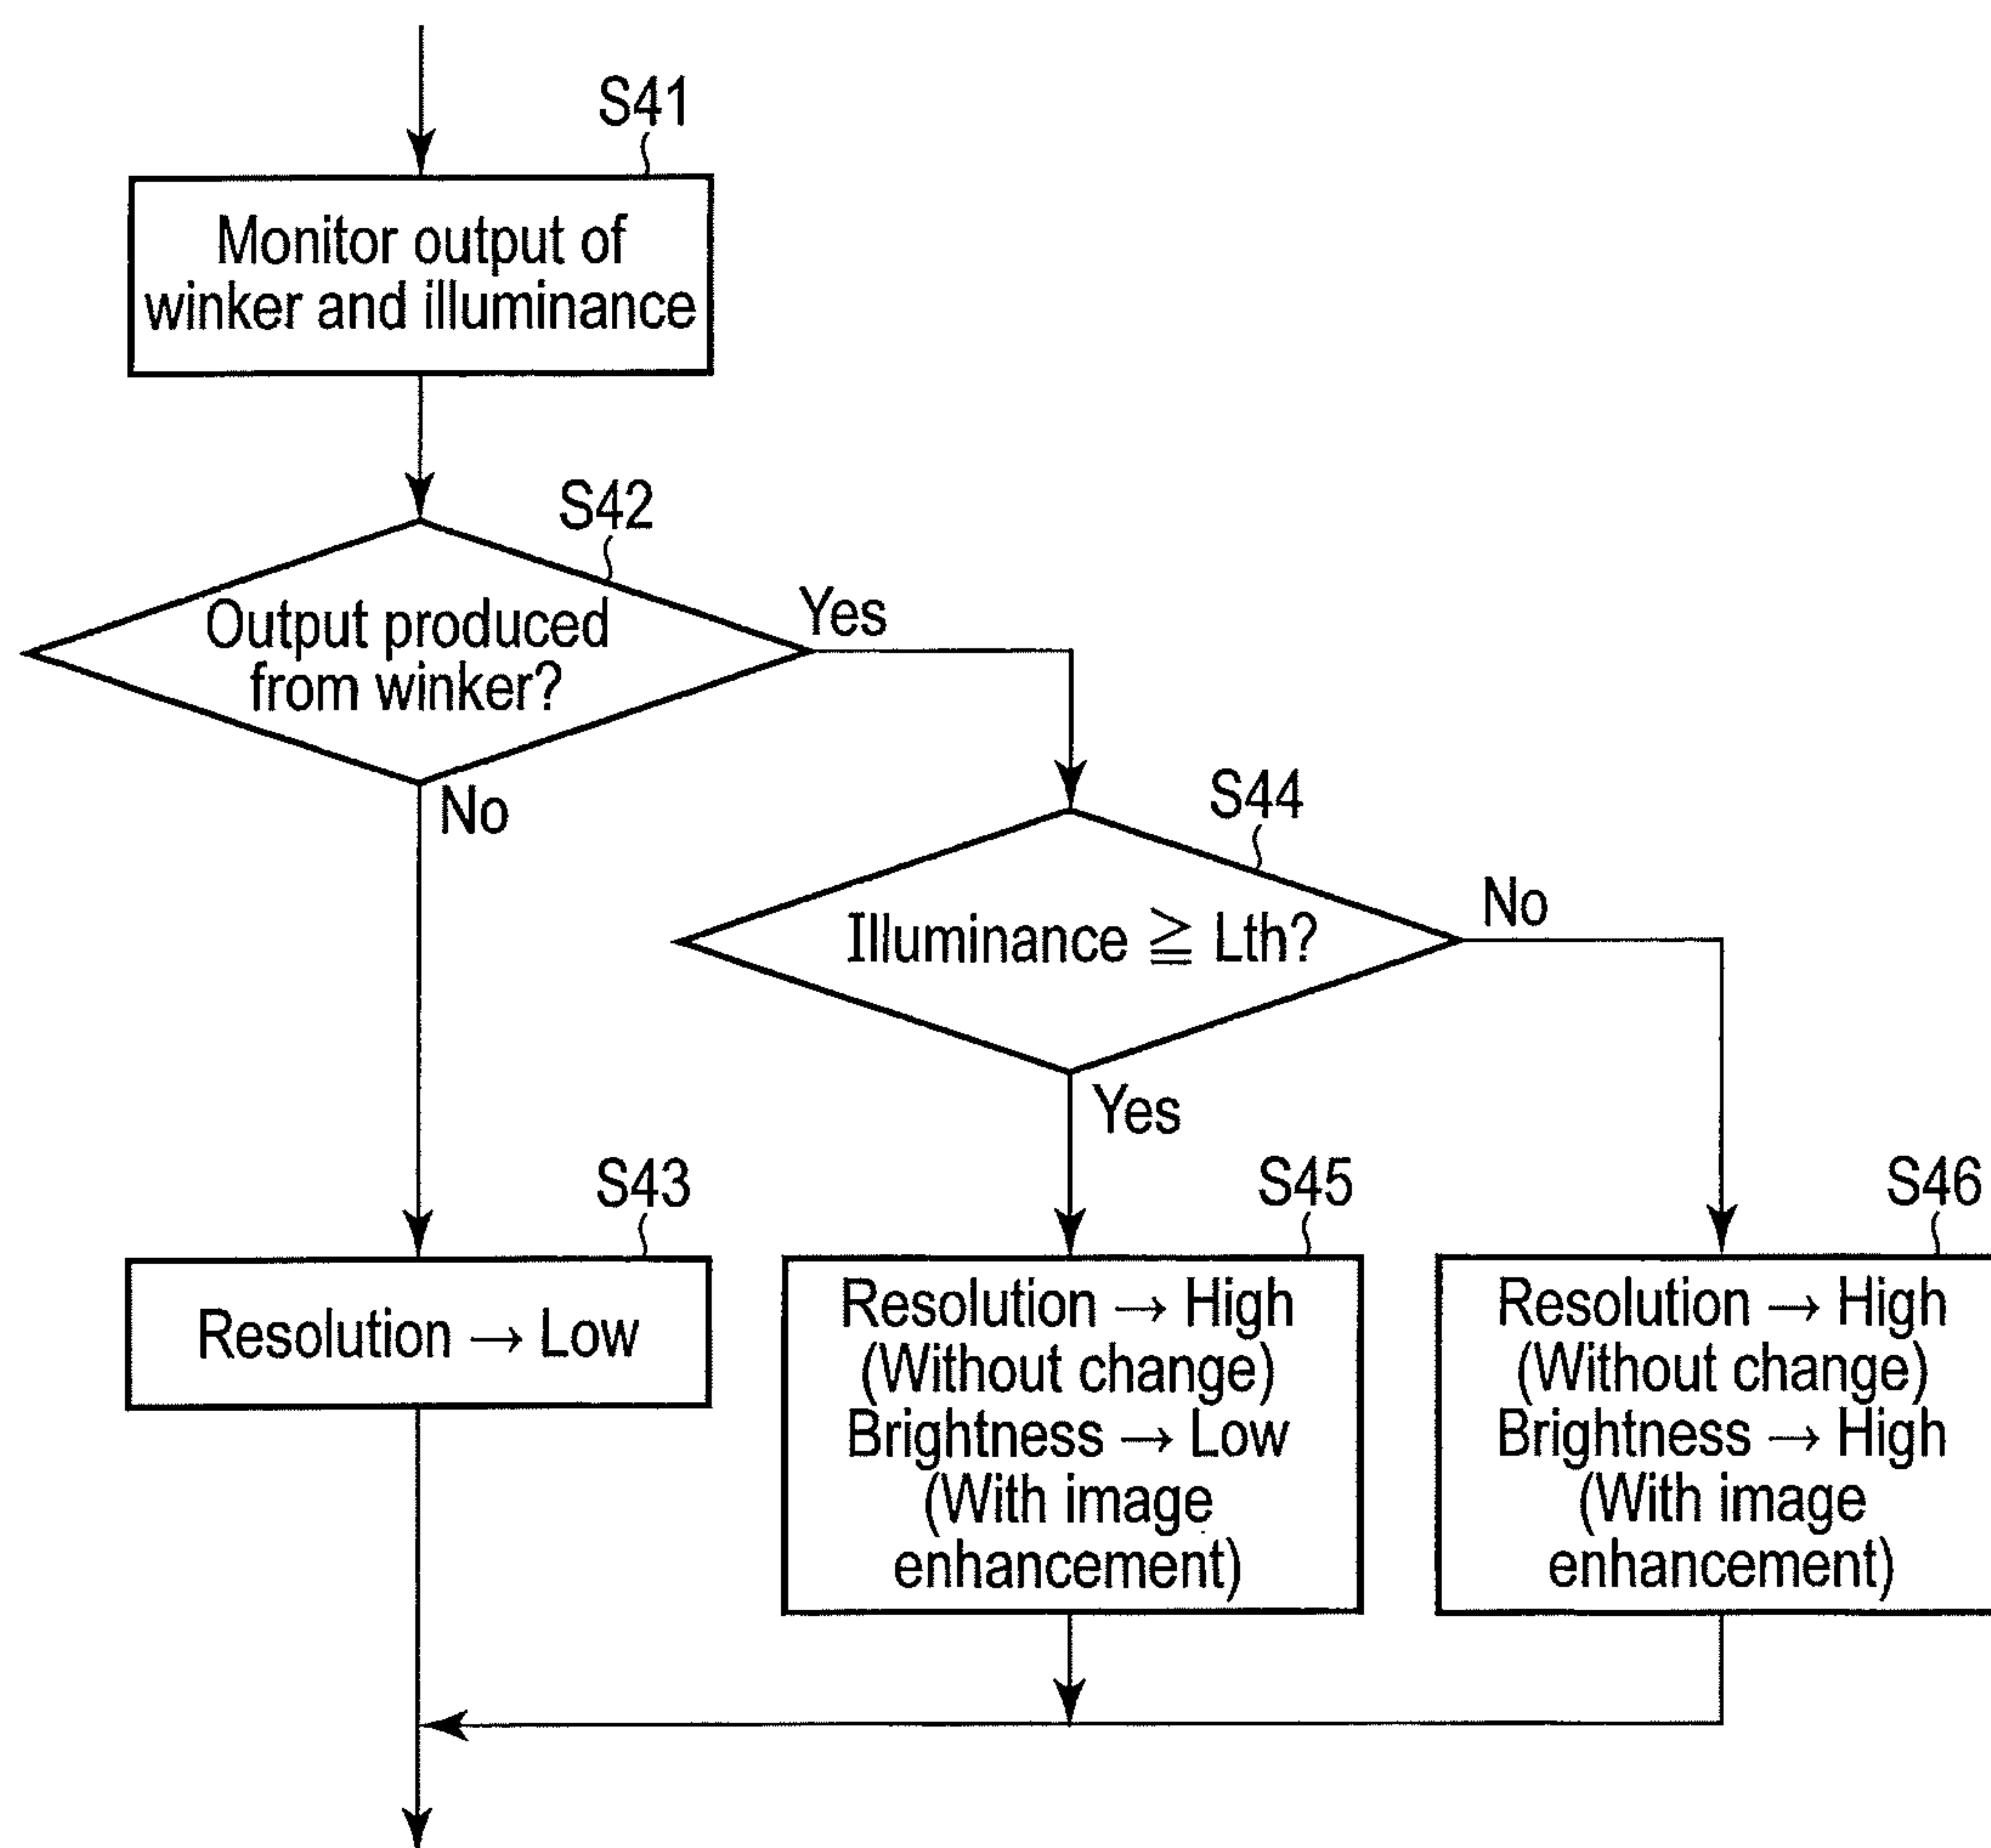 S41
Monitor output of
winker and illuminance
S42
Output produced
from winker?
Yes
No
S44
Illuminance ≧ Lth?
No
Yes
S43
Resolution → Low
S45
Resolution → High
(Without change)
Brightness → Low
(With image
enhancement)
S46
Resolution → High
(Without change)
Brightness → High
(With image
enhancement)